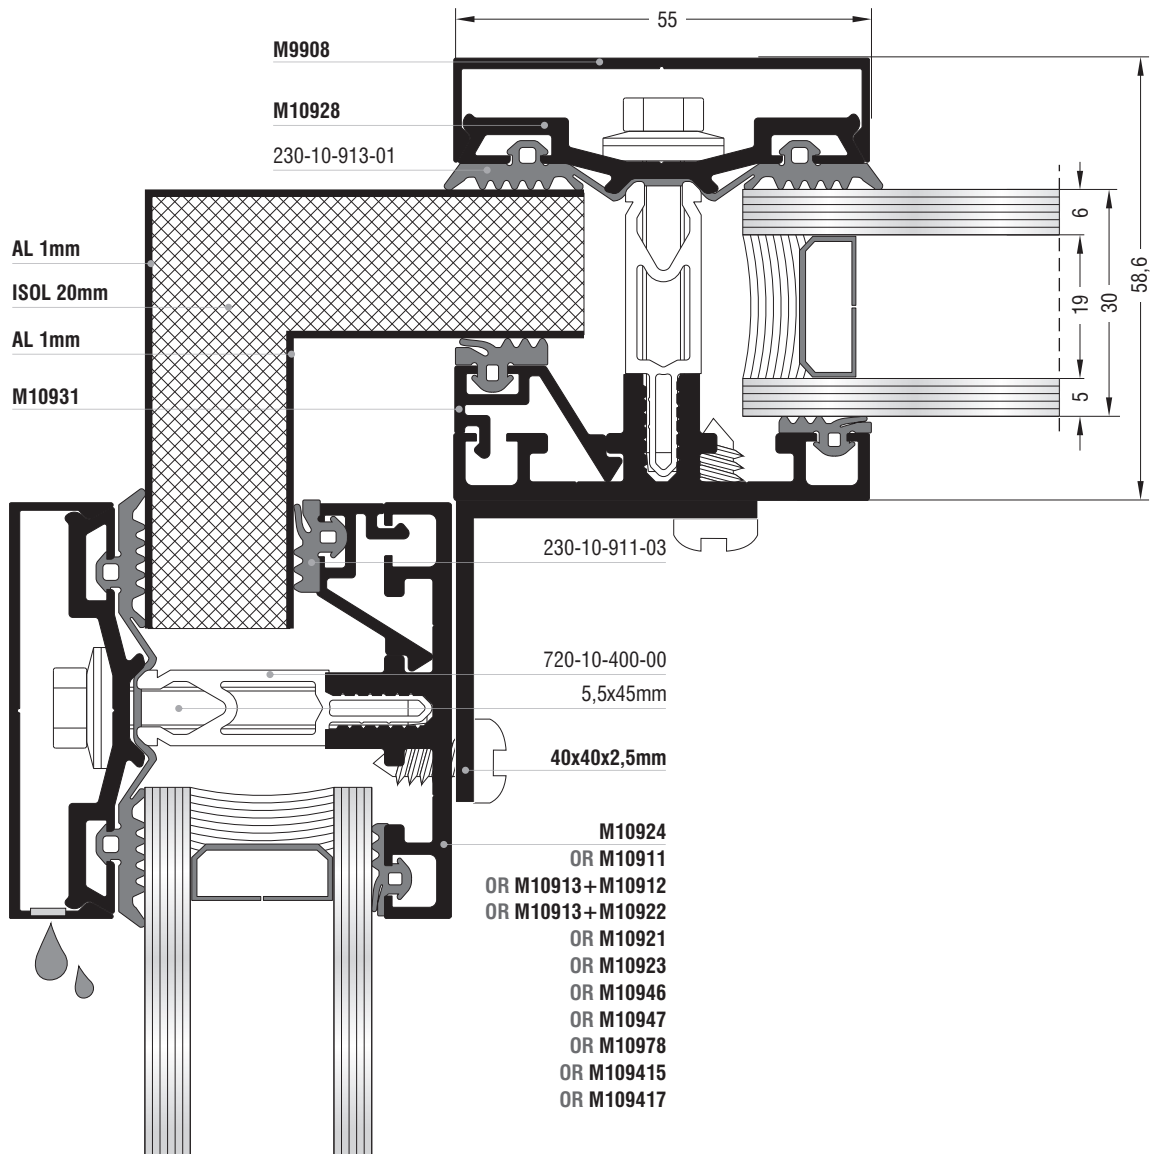 55
M9908
M10928
230-10-913-01
AL 1mm
ISOL 20mm
AL 1mm
M10931
6
19
30
5
58,6
230-10-911-03
720-10-400-00
5,5x45mm
40x40x2,5mm
M10924
OR M10911
OR M10913+M10912
OR M10913+M10922
OR M10921
OR M10923
OR M10946
OR M10947
OR M10978
OR M109415
OR M109417